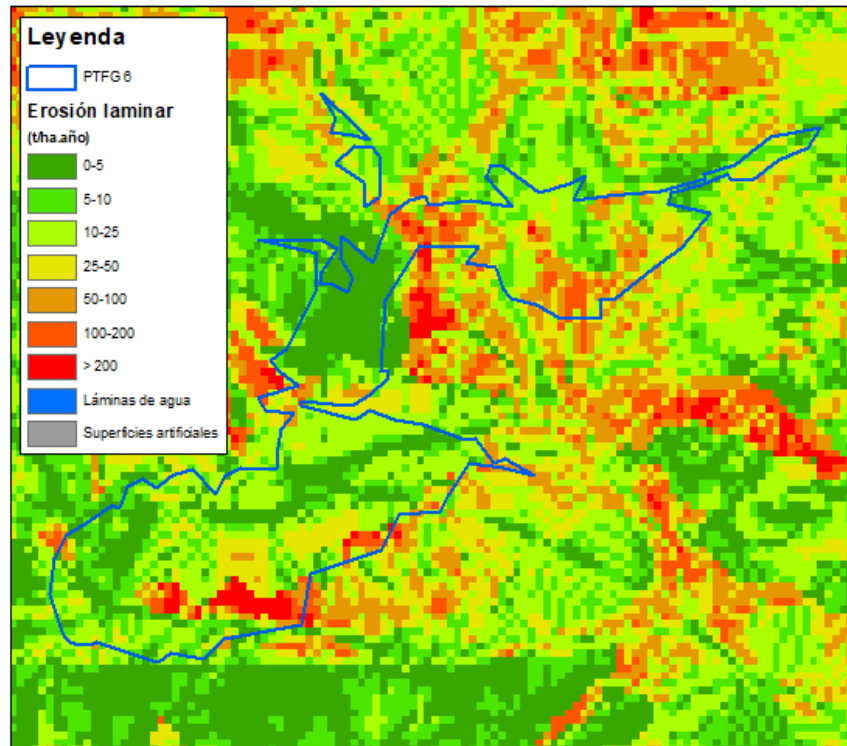 Leyenda
PTFG 6
Erosión laminar
(t/ha.año)
0-5
5-10
10-25
25-50
50-100
100-200
> 200
Láminas de agua
Superficies artificiales